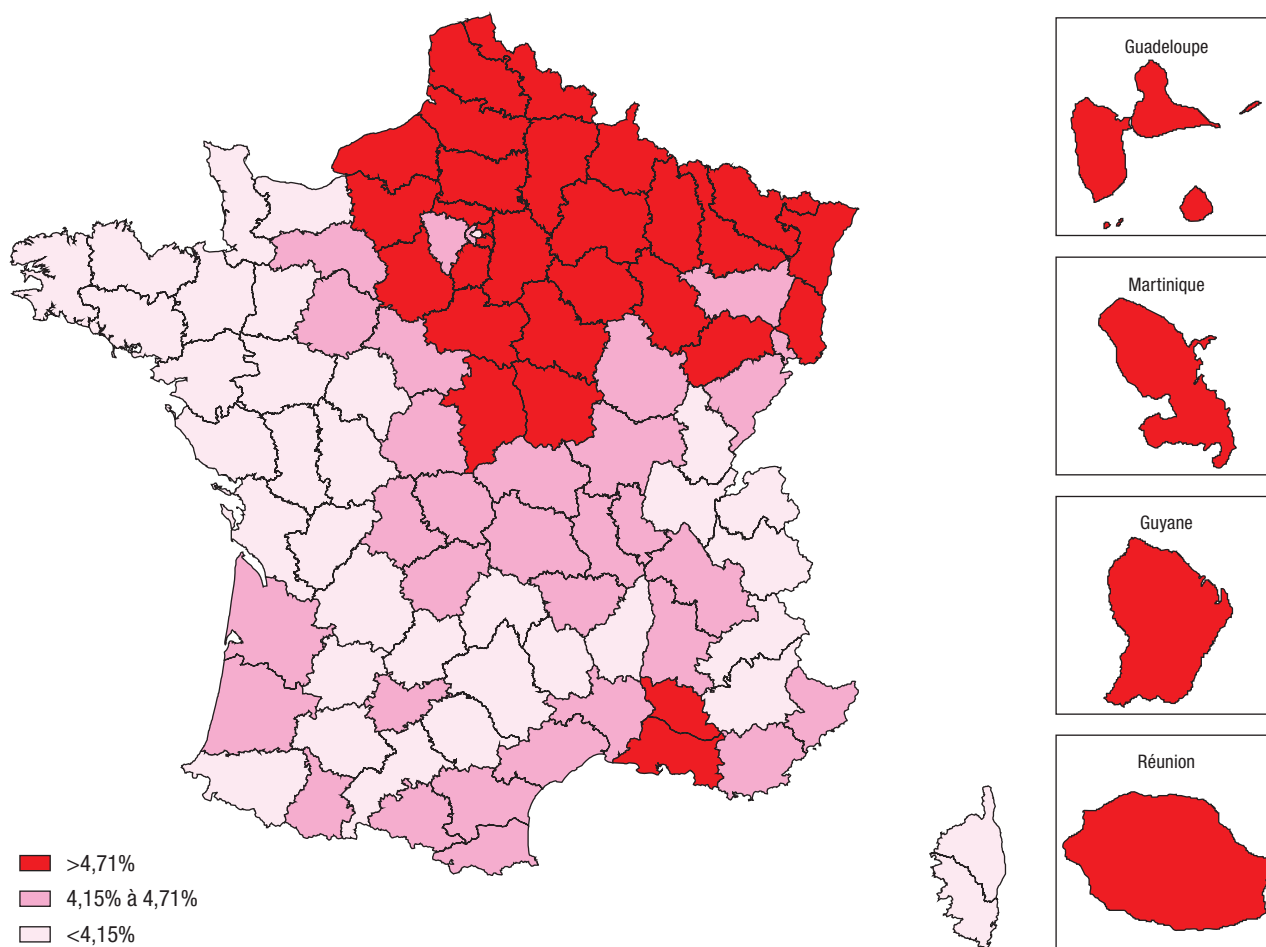 Guadeloupe
Martinique
Guyane
Réunion
>4,71%
4,15% à 4,71%
<4,15%